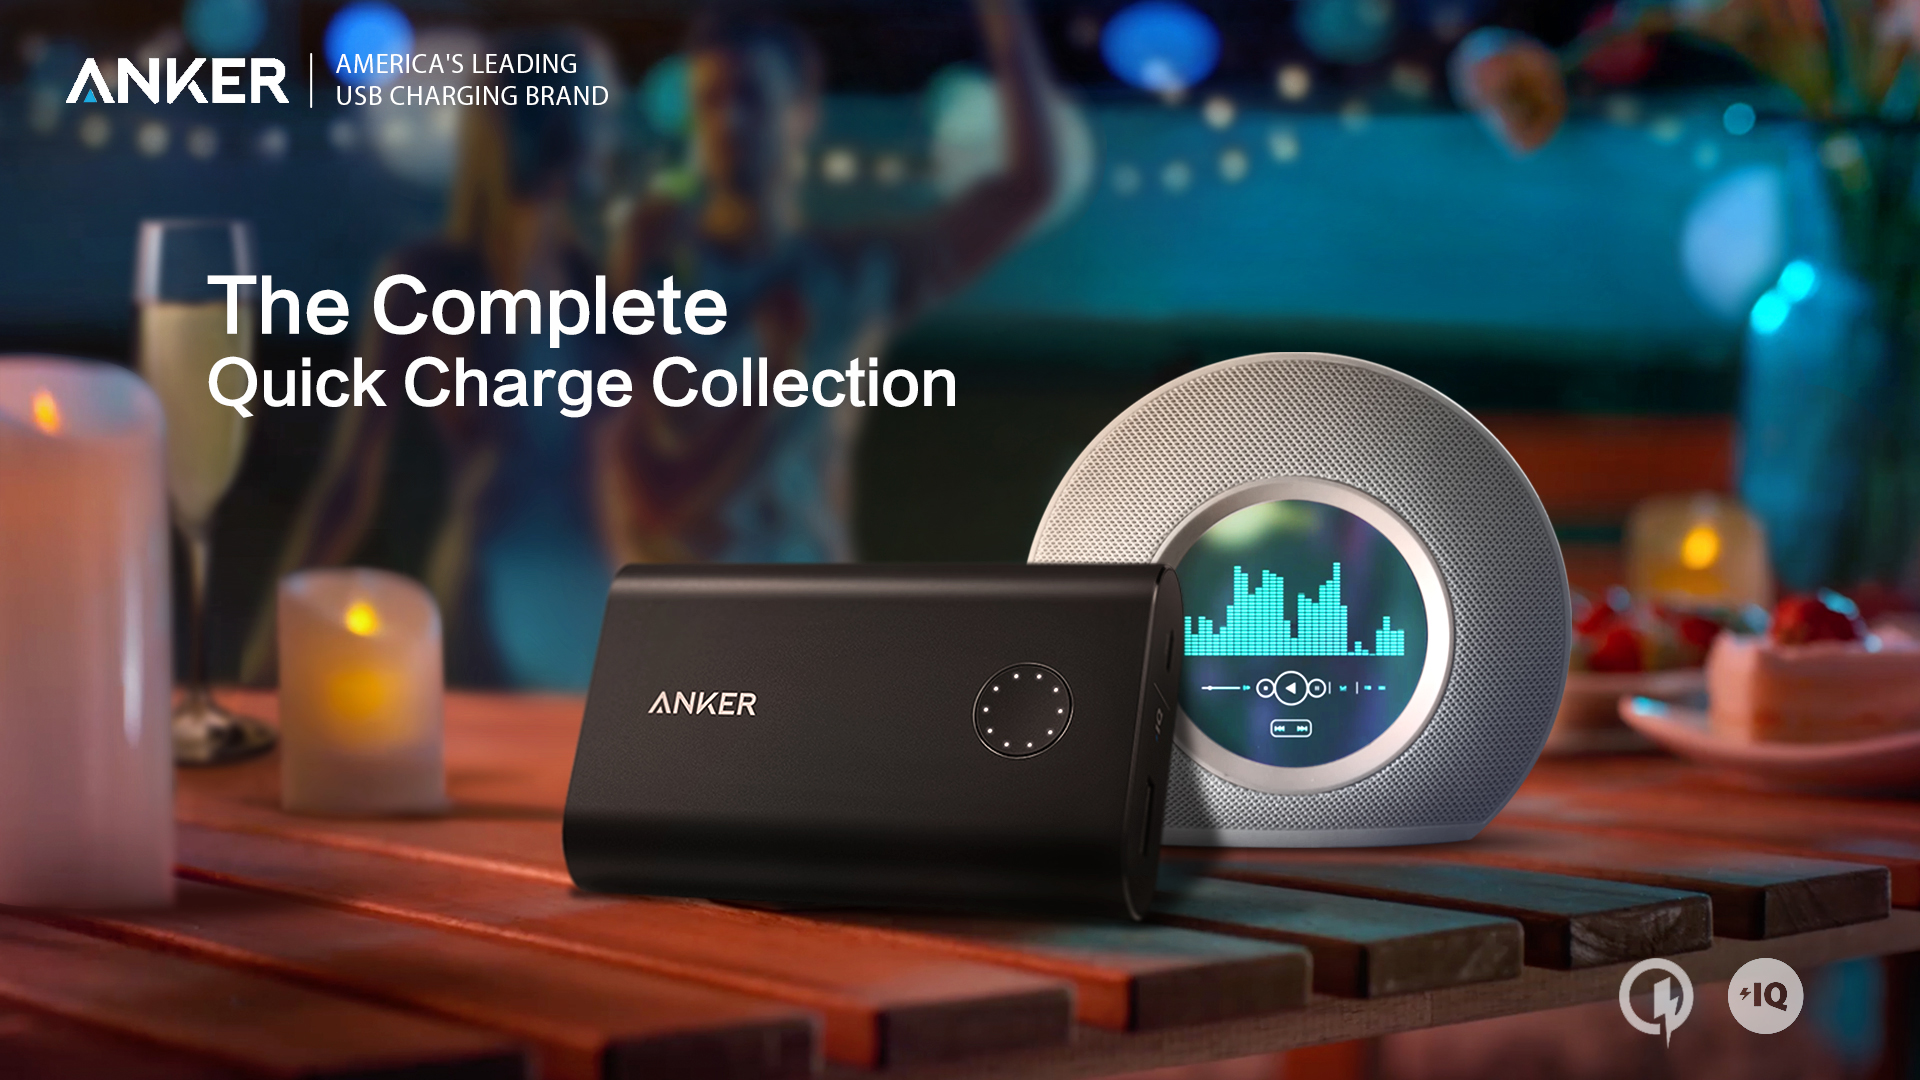 ANKER
AMERICA'S LEADING
USB CHARGING BRAND
The Complete
Quick Charge Collection
ANKER
IQ